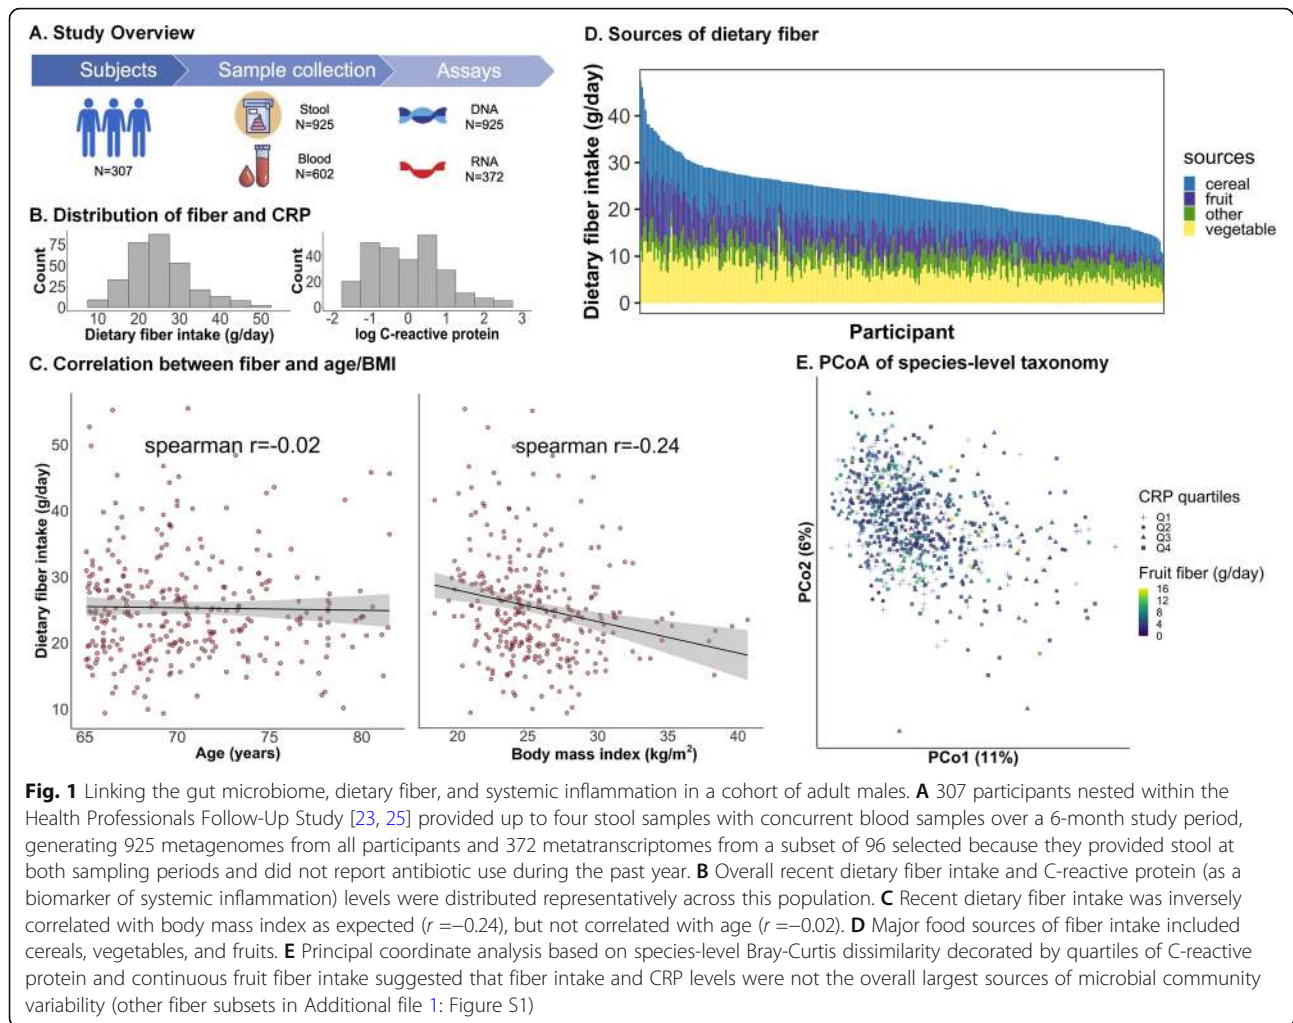 A. Study Overview
Subjects
Sample collection
Assays
N=307
Stool
N=925
Blood
N=602
DNA
N=925
RNA
N=372
B. Distribution of fiber and CRP
Count
75
50
25
0
10 20 30 40 50
Dietary fiber intake (g/day)
Count
40
20
0
-2 -1 0 1 2 3
log C-reactive protein
C. Correlation between fiber and age/BMI
Dietary fiber intake (g/day)
50
40
30
20
10
spearman r=-0.02
65 70 75 80
Age (years)
spearman r=-0.24
20 25 30 35 40
Body mass index (kg/m²)
D. Sources of dietary fiber
Dietary fiber intake (g/day)
40
30
20
10
0
Participant
sources
cereal
fruit
other
vegetable
E. PCoA of species-level taxonomy
PCo2 (6%)
PCo1 (11%)
CRP quartiles
Q1
Q2
Q3
Q4
Fruit fiber (g/day)
16
12
8
4
0
Fig. 1 Linking the gut microbiome, dietary fiber, and systemic inflammation in a cohort of adult males. A 307 participants nested within the
Health Professionals Follow-Up Study [23, 25] provided up to four stool samples with concurrent blood samples over a 6-month study period,
generating 925 metagenomes from all participants and 372 metatranscriptomes from a subset of 96 selected because they provided stool at
both sampling periods and did not report antibiotic use during the past year. B Overall recent dietary fiber intake and C-reactive protein (as a
biomarker of systemic inflammation) levels were distributed representatively across this population. C Recent dietary fiber intake was inversely
correlated with body mass index as expected (r =−0.24), but not correlated with age (r =−0.02). D Major food sources of fiber intake included
cereals, vegetables, and fruits. E Principal coordinate analysis based on species-level Bray-Curtis dissimilarity decorated by quartiles of C-reactive
protein and continuous fruit fiber intake suggested that fiber intake and CRP levels were not the overall largest sources of microbial community
variability (other fiber subsets in Additional file 1: Figure S1)